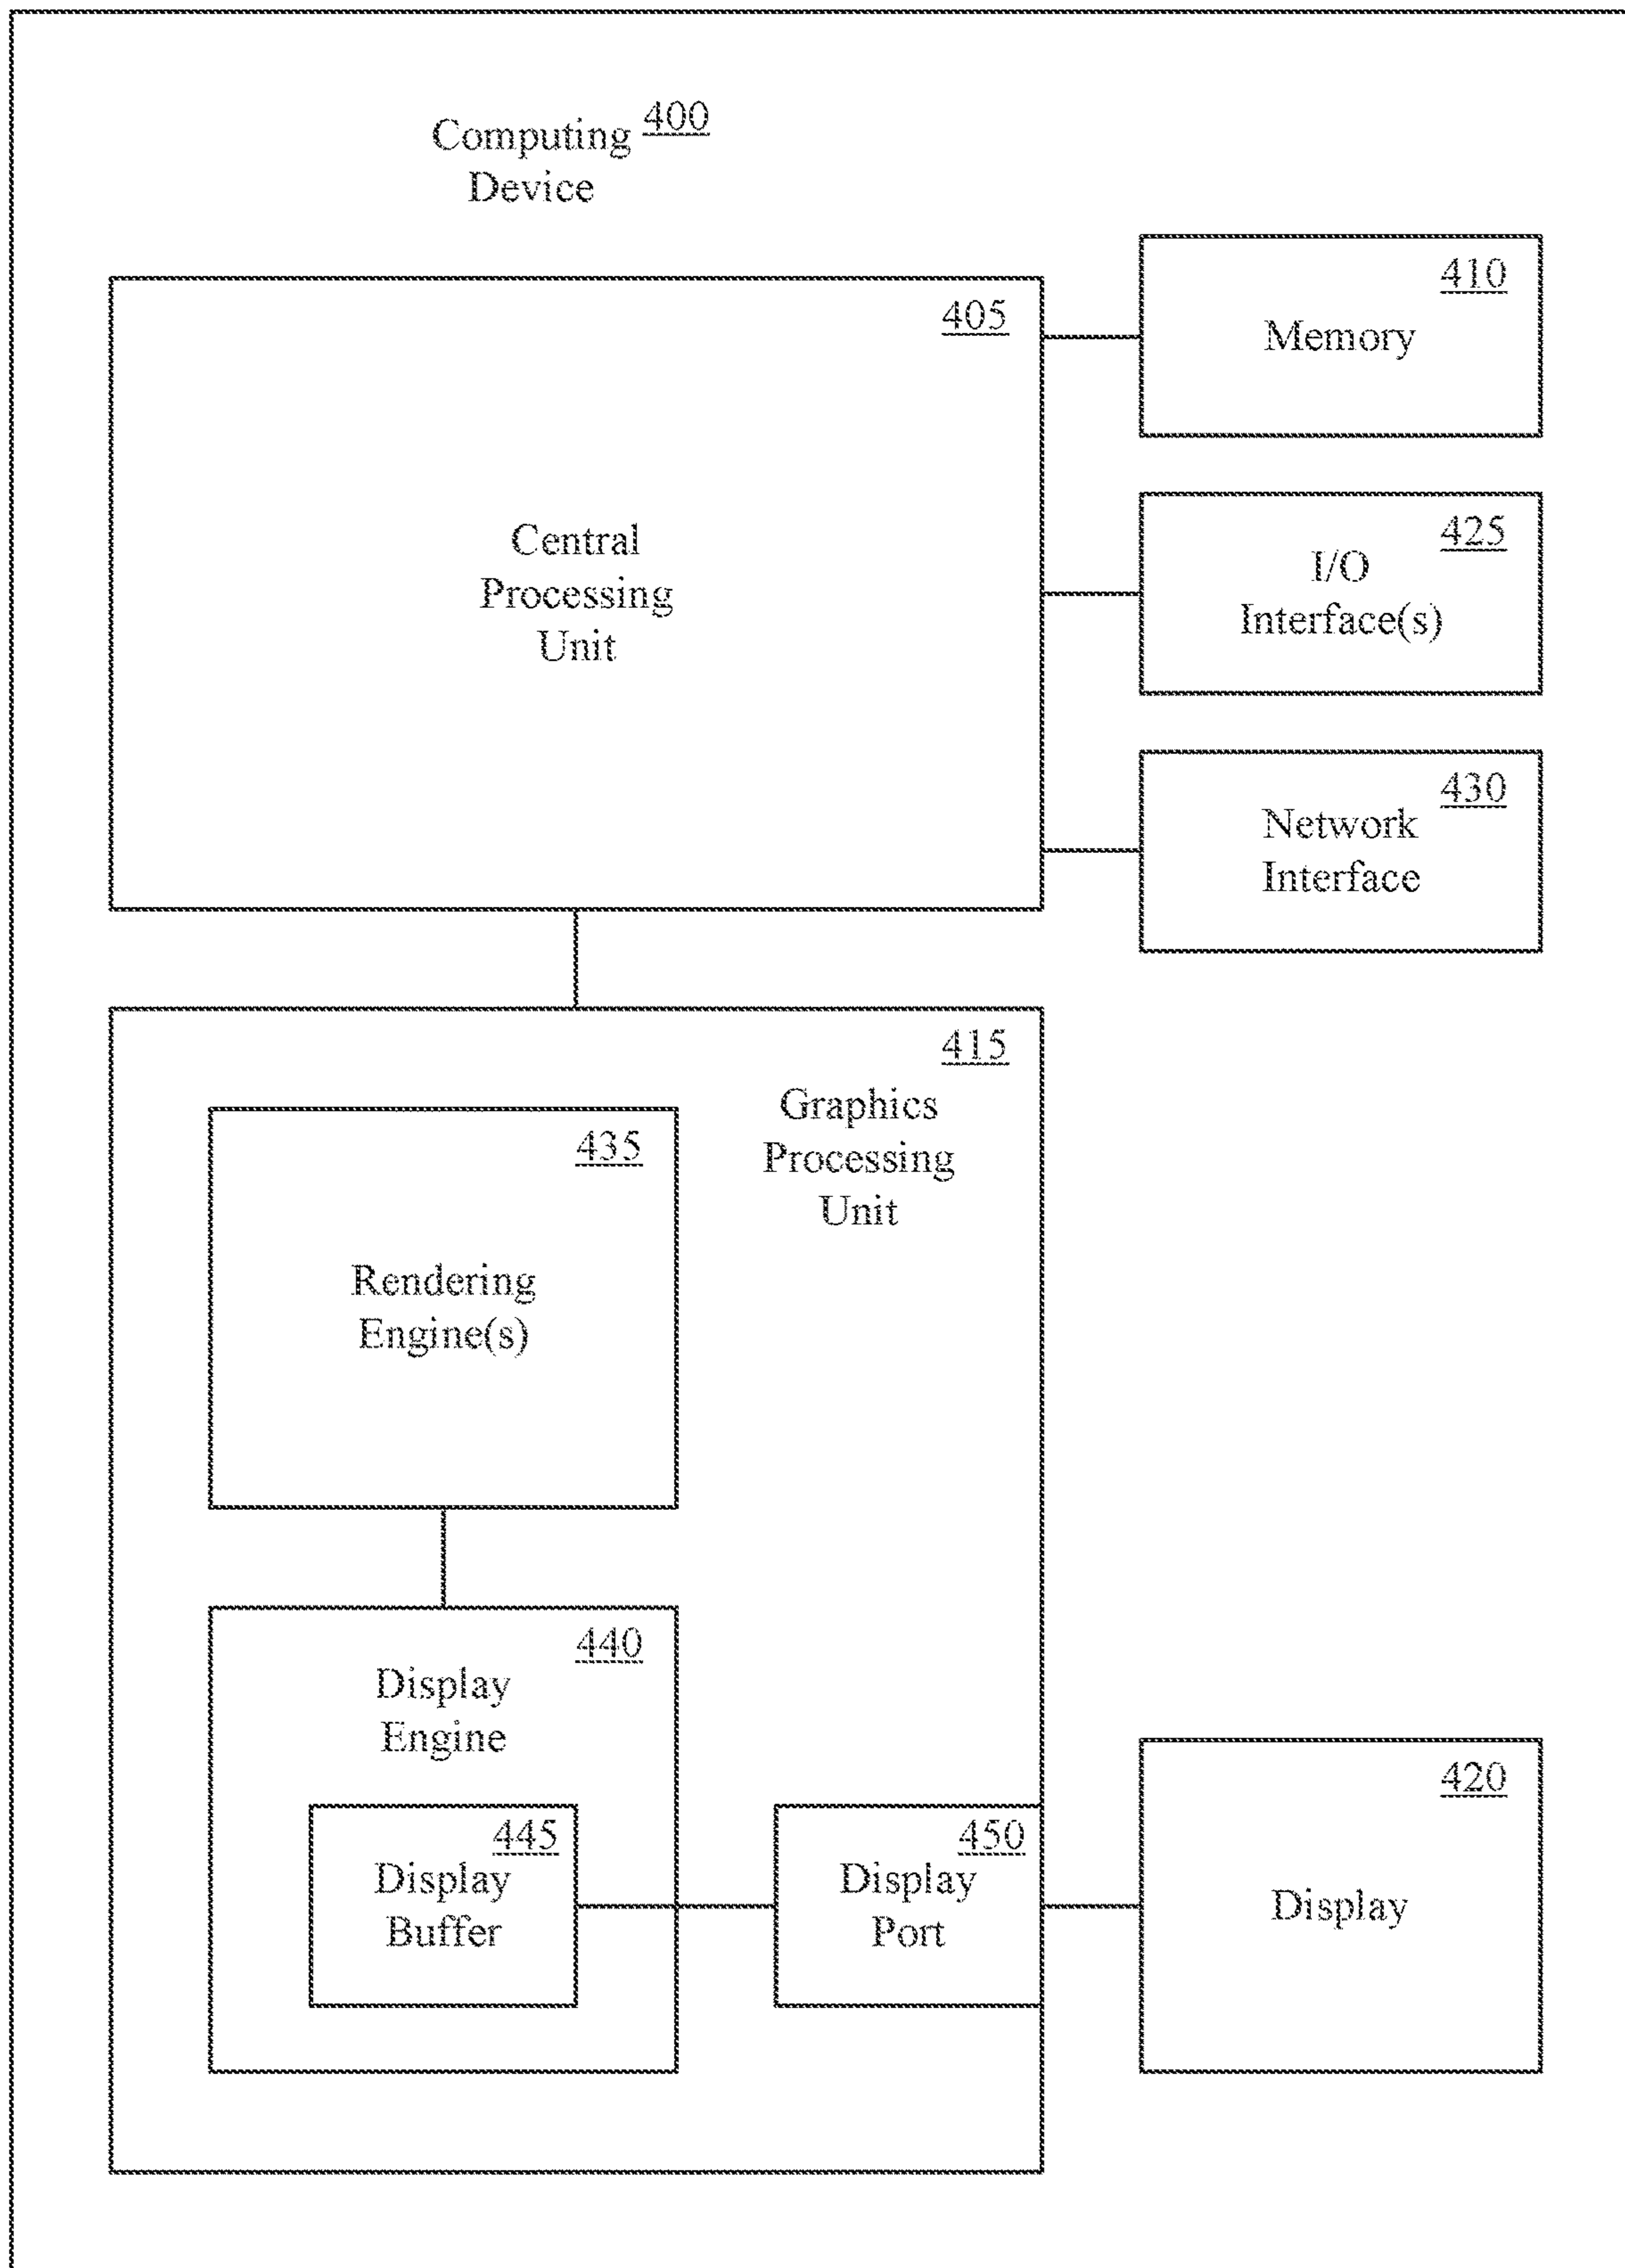 Computing 400
Device
405
Central
Processing
Unit
410
Memory
425
I/O
Interface(s)
430
Network
Interface
415
Graphics
Processing
Unit
435
Rendering
Engine(s)
440
Display
Engine
445
Display
Buffer
450
Display
Port
420
Display